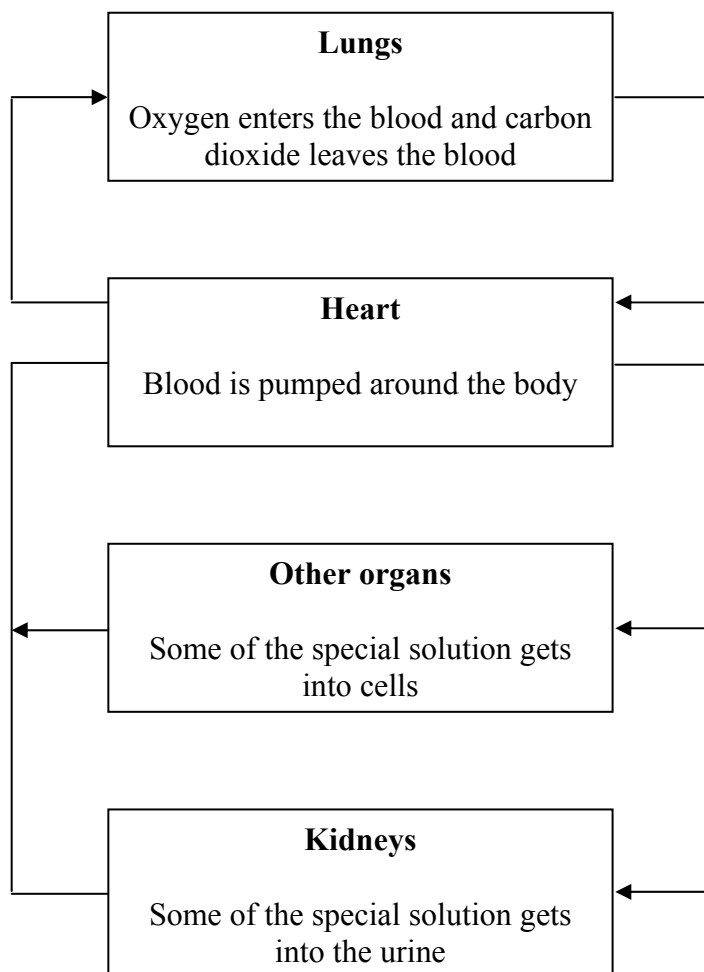 Lungs
Oxygen enters the blood and carbon
dioxide leaves the blood
Heart
Blood is pumped around the body
Other organs
Some of the special solution gets
into cells
Kidneys
Some of the special solution gets
into the urine